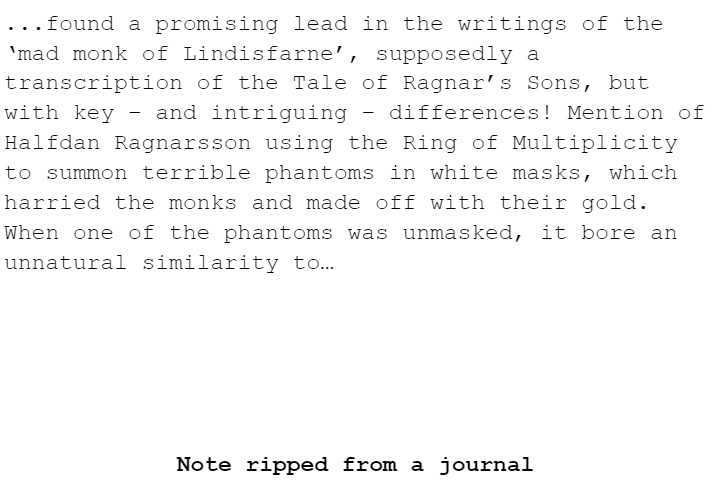 ...found a promising lead in the writings of the
‘mad monk of Lindisfarne’, supposedly a
transcription of the Tale of Ragnar’s Sons, but
with key – and intriguing – differences! Mention of
Halfdan Ragnarsson using the Ring of Multiplicity
to summon terrible phantoms in white masks, which
harried the monks and made off with their gold.
When one of the phantoms was unmasked, it bore an
unnatural similarity to…
Note ripped from a journal